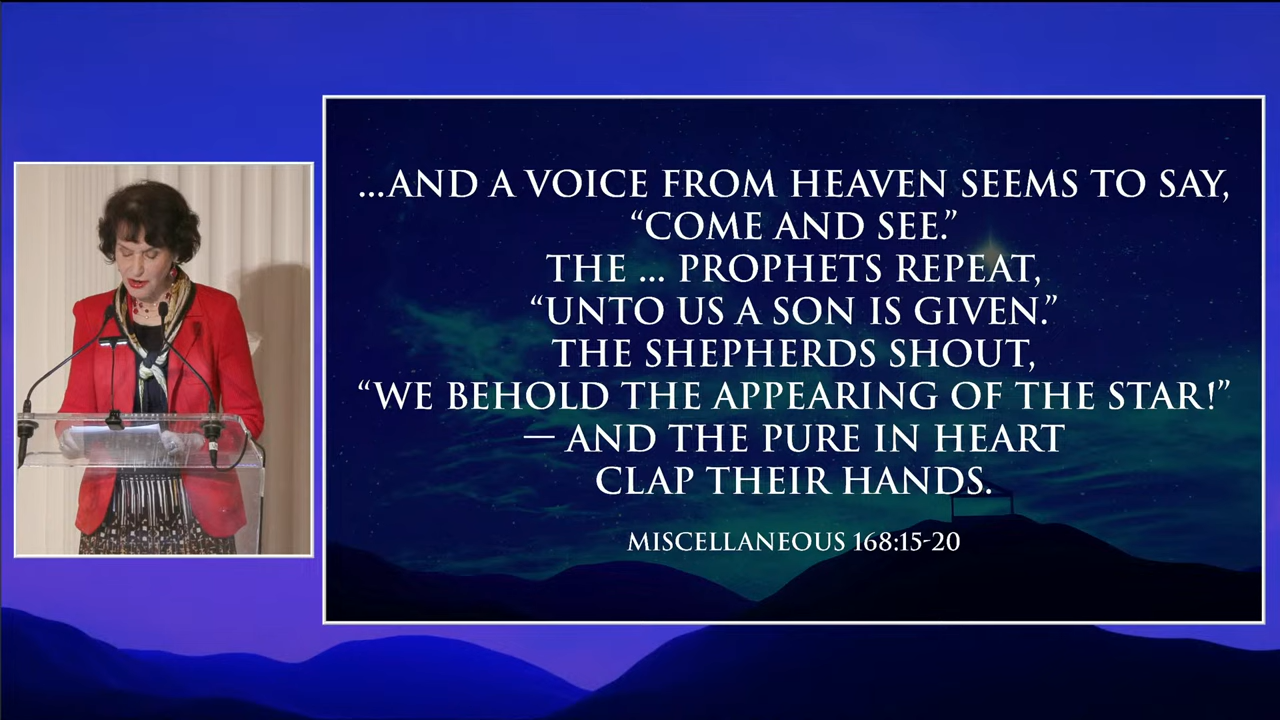 ...AND A VOICE FROM HEAVEN SEEMS TO SAY,
“COME AND SEE.”
THE ... PROPHETS REPEAT,
“UNTO US A SON IS GIVEN.”
THE SHEPHERDS SHOUT,
“WE BEHOLD THE APPEARING OF THE STAR!”
— AND THE PURE IN HEART
CLAP THEIR HANDS.
MISCELLANEOUS 168:15-20